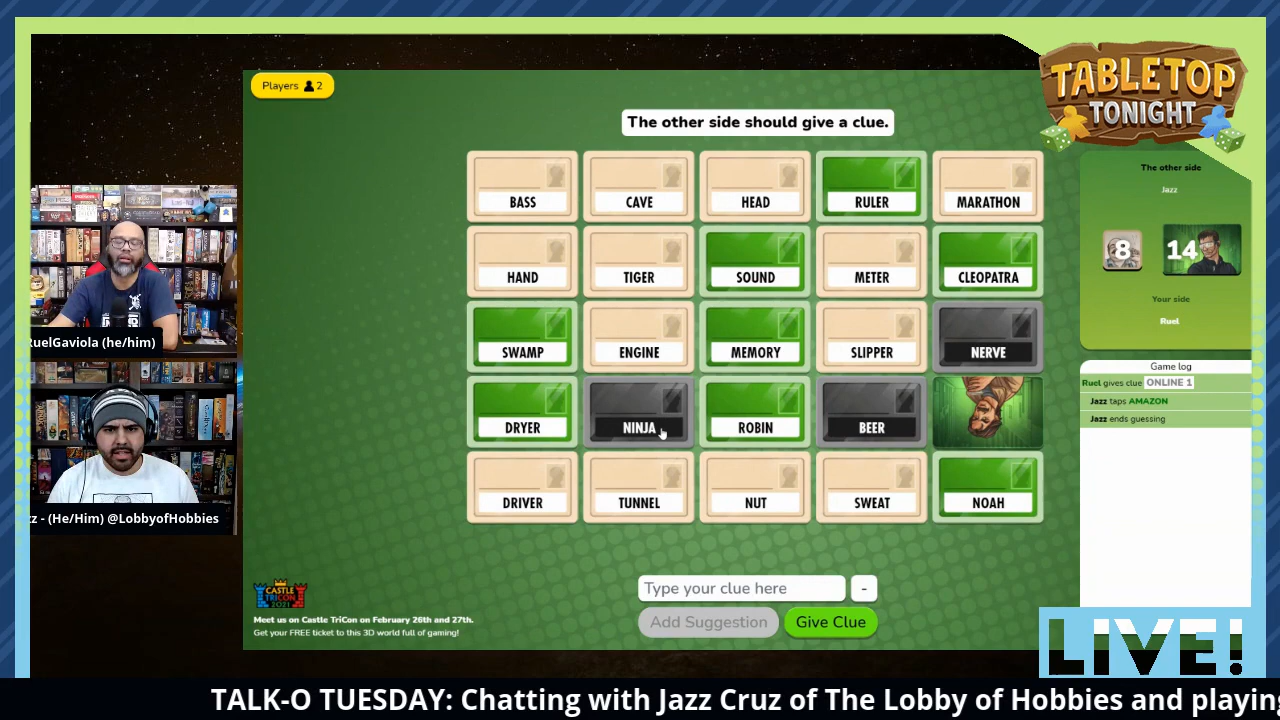 Players 2
The other side should give a clue.
TABLETOP
TONIGHT
BASS
CAVE
HEAD
RULER
MARATHON
HAND
TIGER
SOUND
METER
CLEOPATRA
SWAMP
ENGINE
MEMORY
SLIPPER
NERVE
DRYER
NINJA
ROBIN
BEER
DRIVER
TUNNEL
NUT
SWEAT
NOAH
The other side
Jazz
8
14
Your side
Ruel
Game log
Ruel gives clue ONLINE 1
Jazz taps AMAZON
Jazz ends guessing
RuelGaviola (he/him)
zz - (He/Him) @LobbyofHobbies
Type your clue here
-
Add Suggestion
Give Clue
CASTLE
TRICON
2021
Meet us on Castle TriCon on February 26th and 27th.
Get your FREE ticket to this 3D world full of gaming!
LIVE!
TALK-O TUESDAY: Chatting with Jazz Cruz of The Lobby of Hobbies and playing